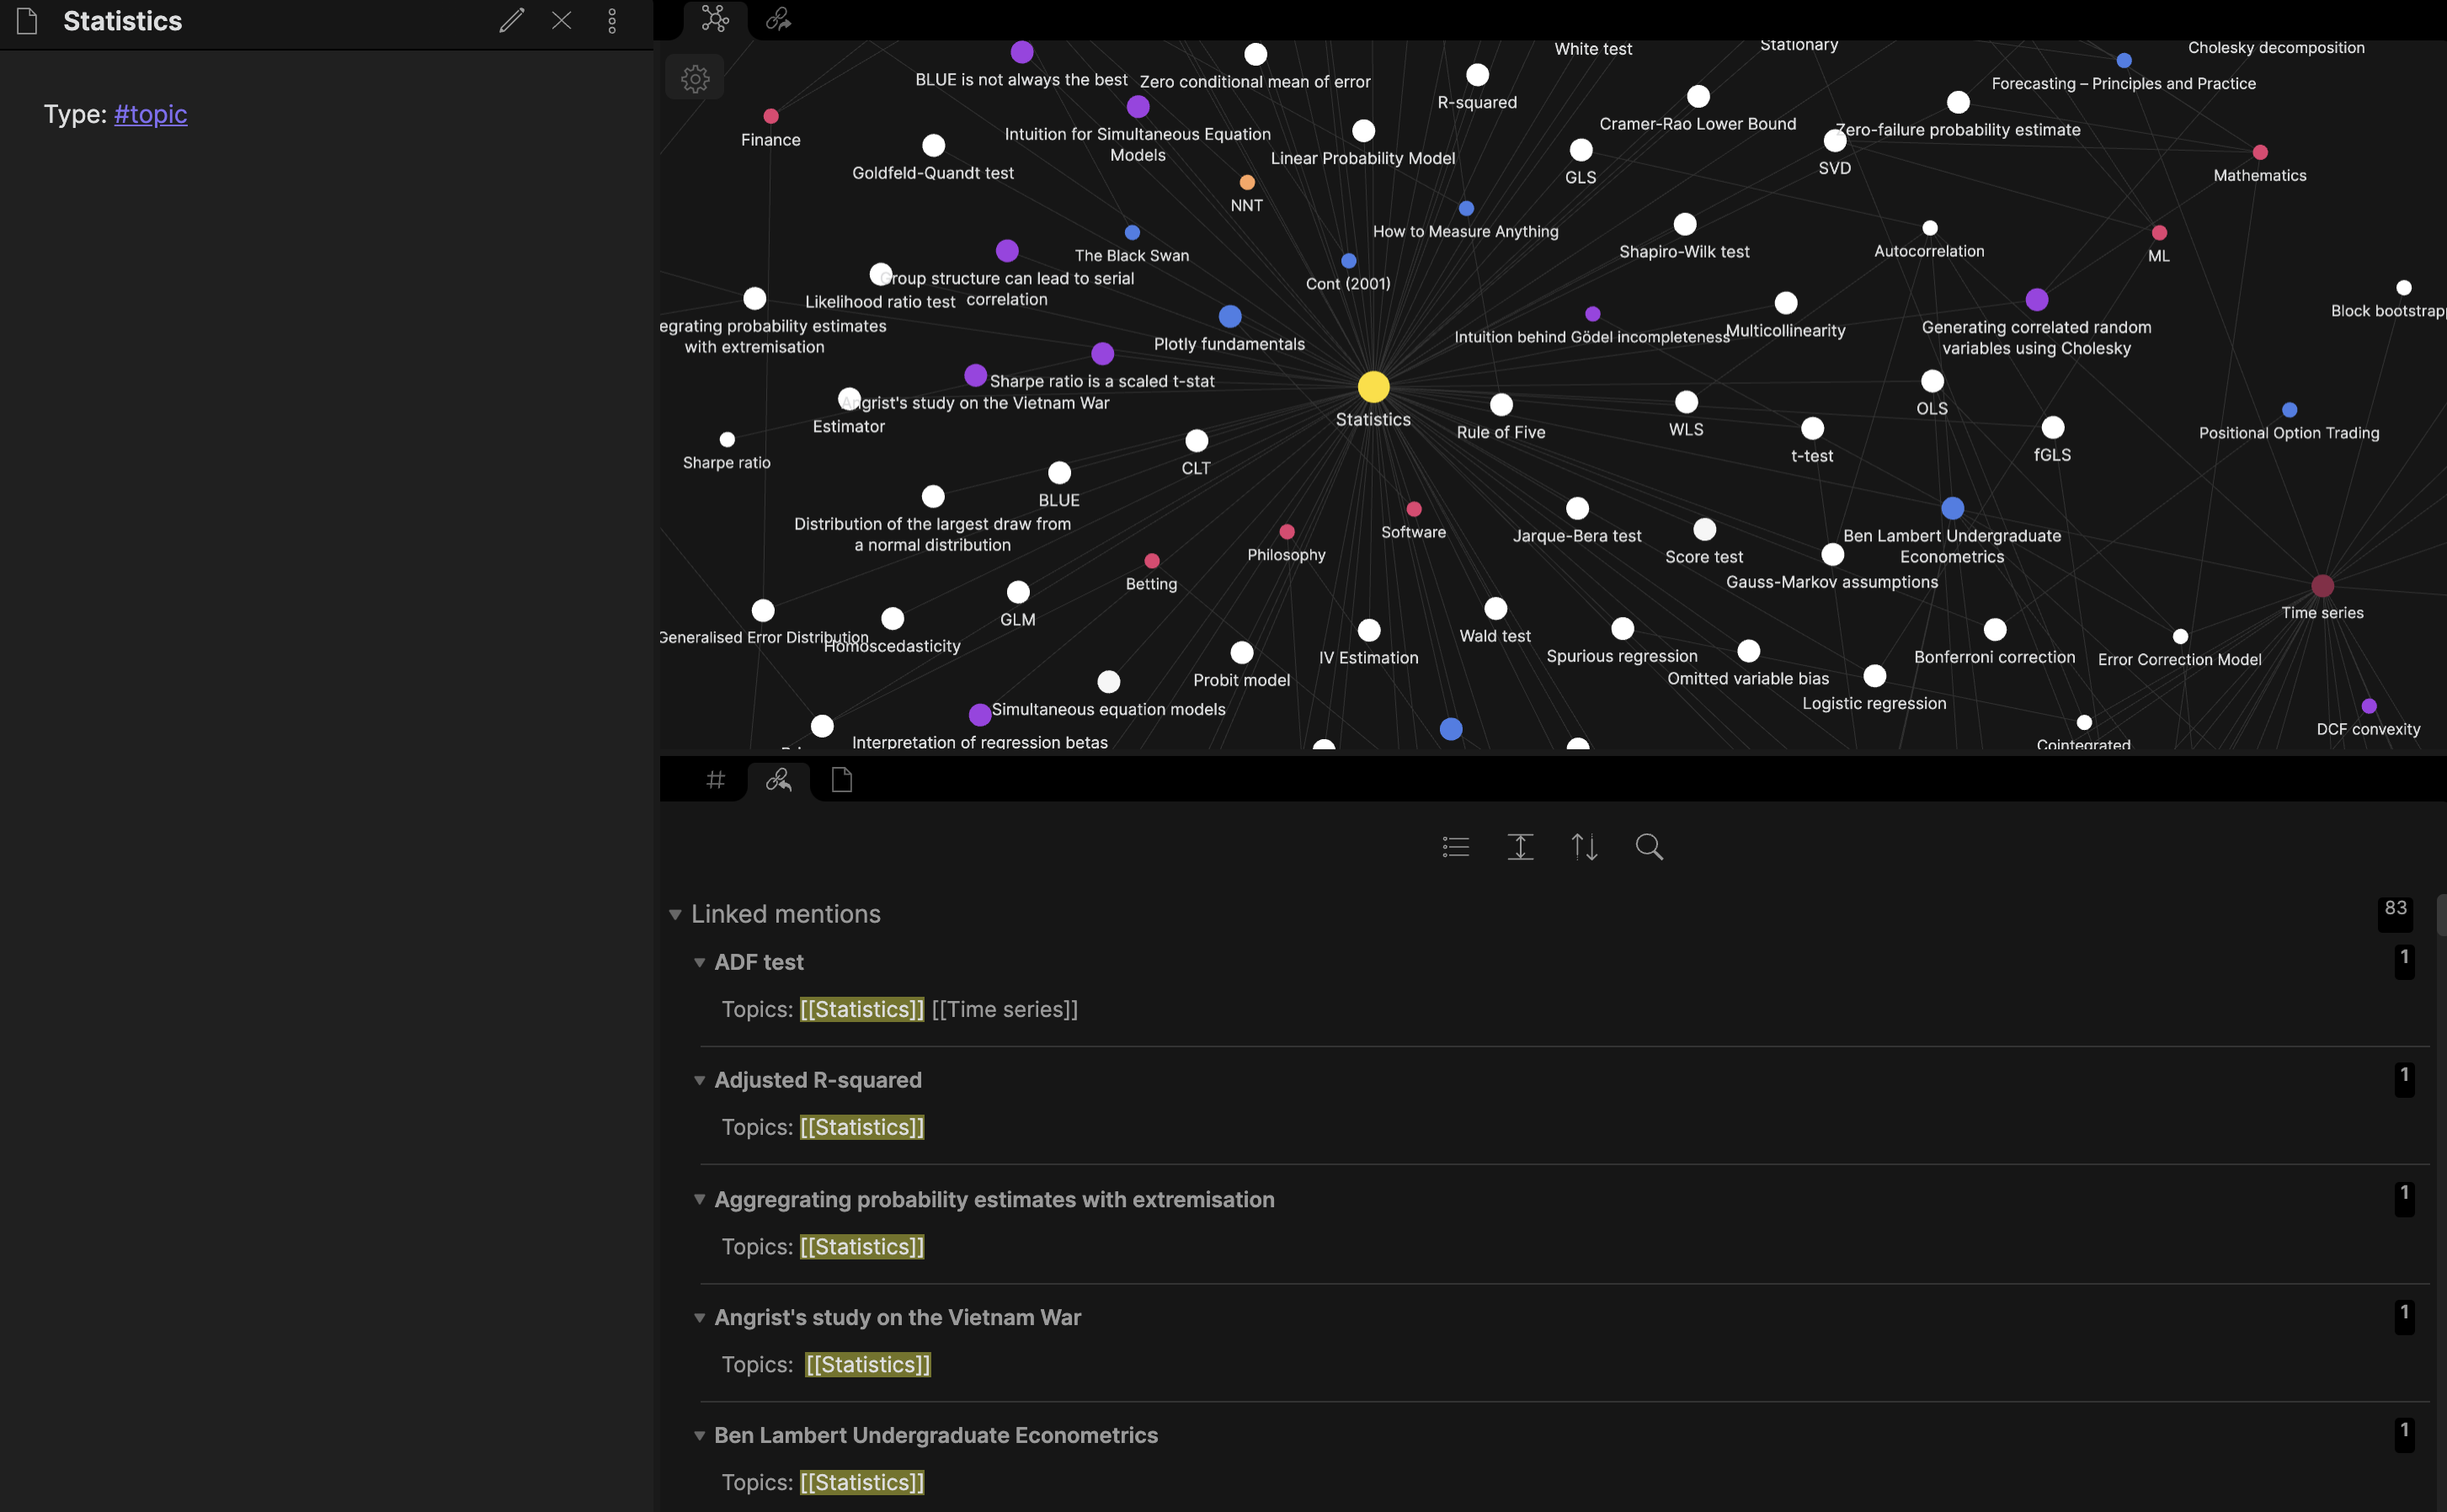 Statistics
Type: #topic
White test
Stationary
Cholesky decomposition
BLUE is not always the best
Zero conditional mean of error
Forecasting – Principles and Practice
R-squared
Cramer-Rao Lower Bound
Zero-failure probability estimate
Finance
Intuition for Simultaneous Equation
Models
Linear Probability Model
Goldfeld-Quandt test
GLS
SVD
Mathematics
NNT
How to Measure Anything
Shapiro-Wilk test
Autocorrelation
ML
The Black Swan
Group structure can lead to serial
correlation
Cont (2001)
Likelihood ratio test
Block bootstrapp
egrating probability estimates
with extremisation
Plotly fundamentals
Intuition behind Gödel incompleteness
Multicollinearity
Generating correlated random
variables using Cholesky
Sharpe ratio is a scaled t-stat
Angrist's study on the Vietnam War
Estimator
Statistics
Rule of Five
WLS
OLS
Positional Option Trading
t-test
fGLS
Sharpe ratio
CLT
BLUE
Distribution of the largest draw from
a normal distribution
Software
Jarque-Bera test
Score test
Ben Lambert Undergraduate
Econometrics
Philosophy
Betting
Gauss-Markov assumptions
Time series
GLM
Generalised Error Distribution
Homoscedasticity
IV Estimation
Wald test
Spurious regression
Bonferroni correction
Error Correction Model
Probit model
Omitted variable bias
Logistic regression
Simultaneous equation models
DCF convexity
Interpretation of regression betas
Cointegrated
Linked mentions
83
ADF test
1
Topics: [[Statistics]] [[Time series]]
Adjusted R-squared
1
Topics: [[Statistics]]
Aggregrating probability estimates with extremisation
1
Topics: [[Statistics]]
Angrist's study on the Vietnam War
1
Topics: [[Statistics]]
Ben Lambert Undergraduate Econometrics
1
Topics: [[Statistics]]